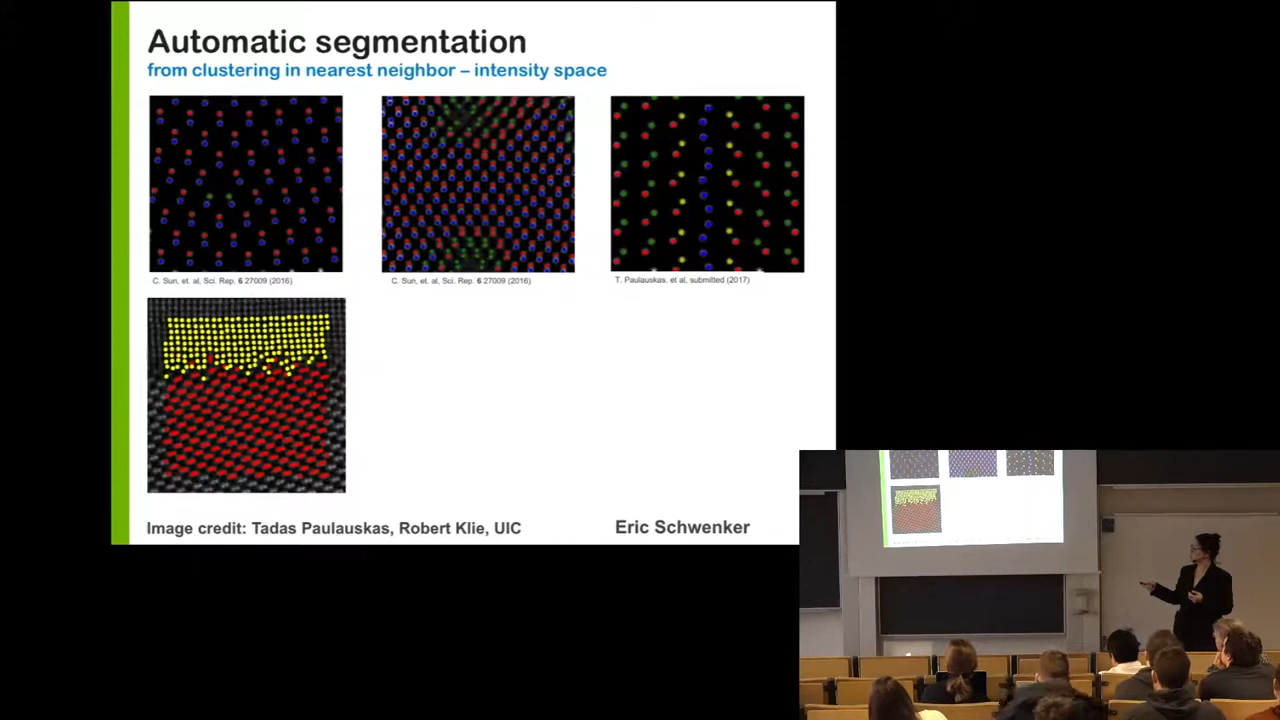 Automatic segmentation
from clustering in nearest neighbor – intensity space
C. Sun, et. al, Sci. Rep. 6 27009 (2016)
C. Sun, et. al, Sci. Rep. 6 27009 (2016)
T. Paulauskas, et al, submitted (2017)
Image credit: Tadas Paulauskas, Robert Klie, UIC
Eric Schwenker